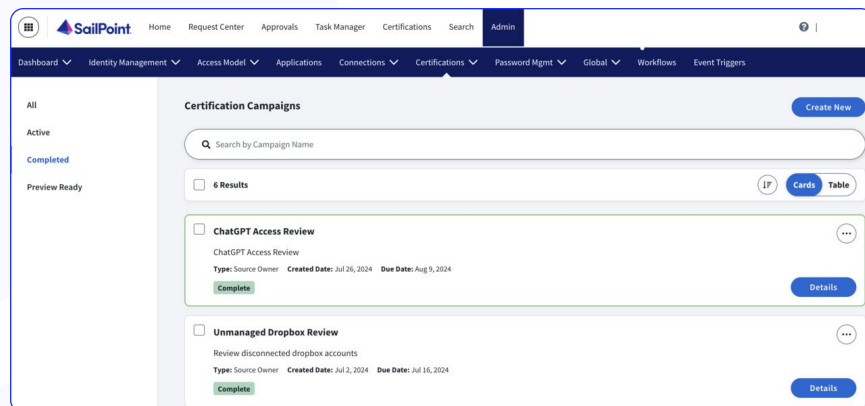 SailPoint Home Request Center Approvals Task Manager Certifications Search Admin ? |
Dashboard Identity Management Access Model Applications Connections Certifications Password Mgmt Global Workflows Event Triggers
All
Active
Completed
Preview Ready
Certification Campaigns Create New
Search by Campaign Name
6 Results Cards Table
ChatGPT Access Review
ChatGPT Access Review
Type: Source Owner Created Date: Jul 26, 2024 Due Date: Aug 9, 2024
Complete Details
Unmanaged Dropbox Review
Review disconnected dropbox accounts
Type: Source Owner Created Date: Jul 2, 2024 Due Date: Jul 16, 2024
Complete Details